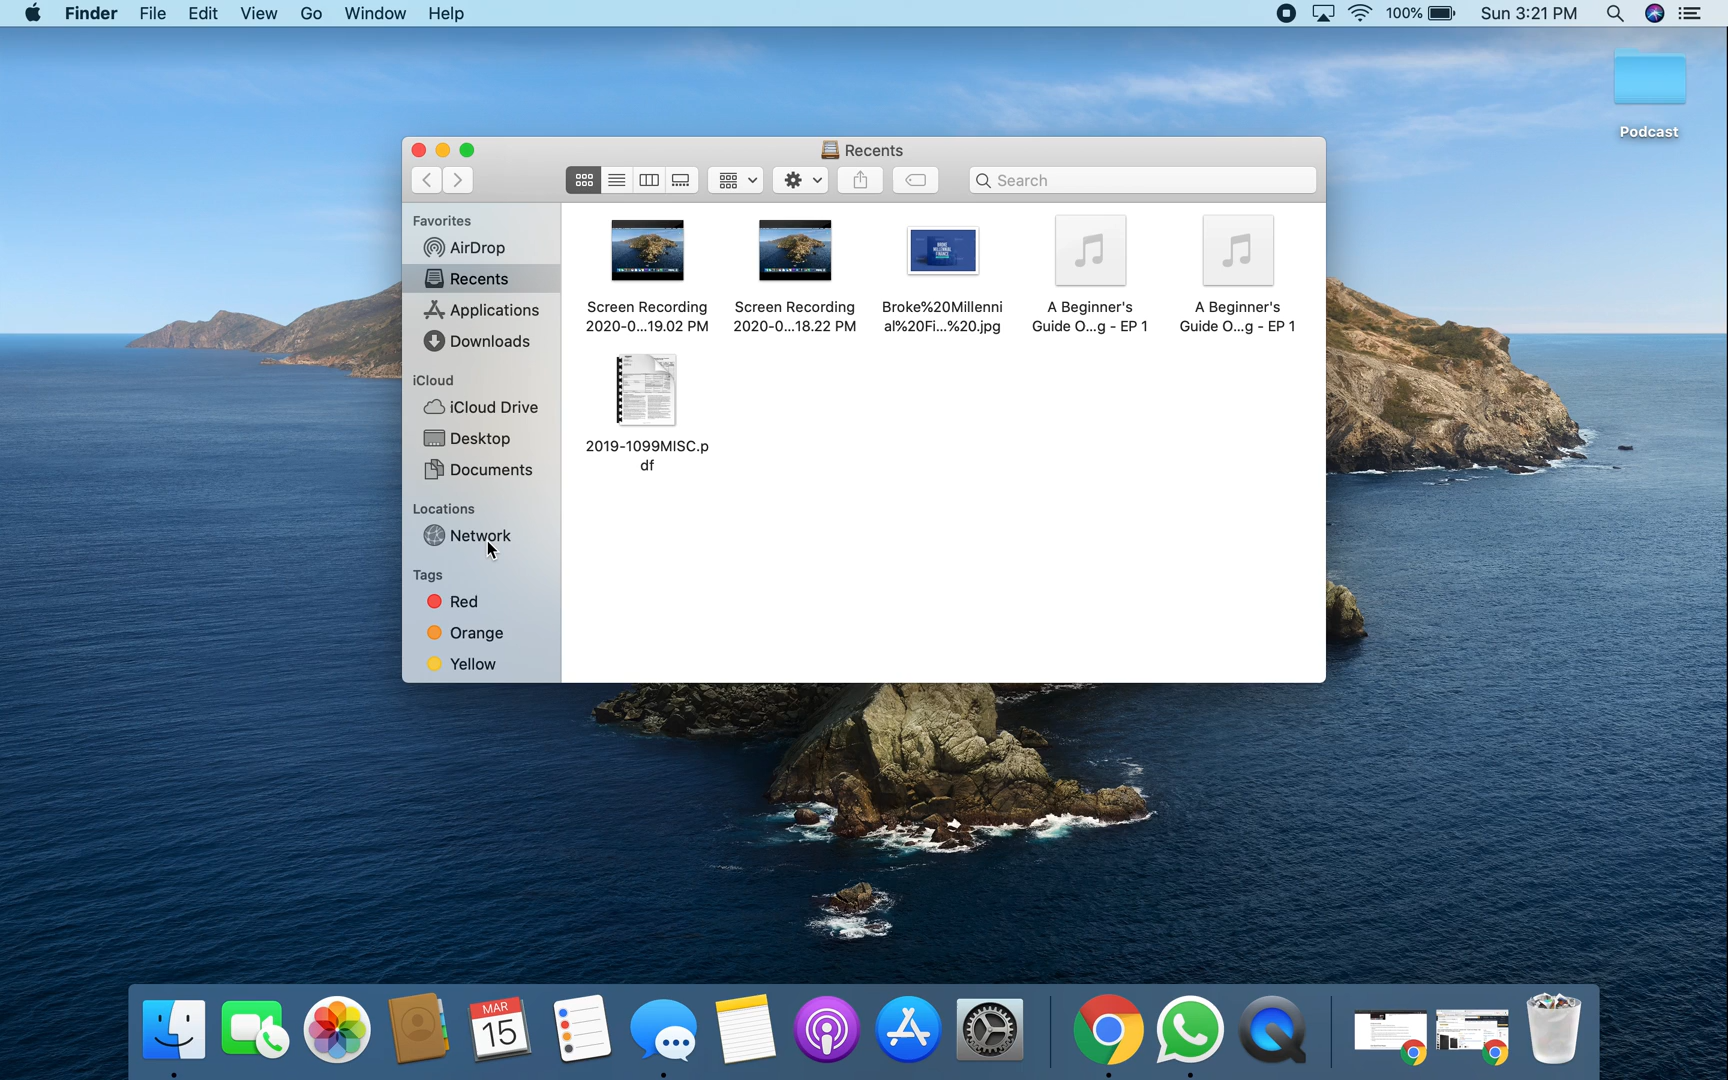 Finder File Edit View Go Window Help 100% Sun 3:21 PM
Podcast
Recents
Search
Favorites
AirDrop
Recents
Applications
Downloads
iCloud
iCloud Drive
Desktop
Documents
Locations
Network
Tags
Red
Orange
Yellow
Screen Recording
2020-0...19.02 PM
Screen Recording
2020-0...18.22 PM
Broke%20Millenni
al%20Fi...%20.jpg
A Beginner's
Guide O...g - EP 1
A Beginner's
Guide O...g - EP 1
BROKE
MILLENNIAL
FINANCE
2019-1099MISC.p
df
MAR
15